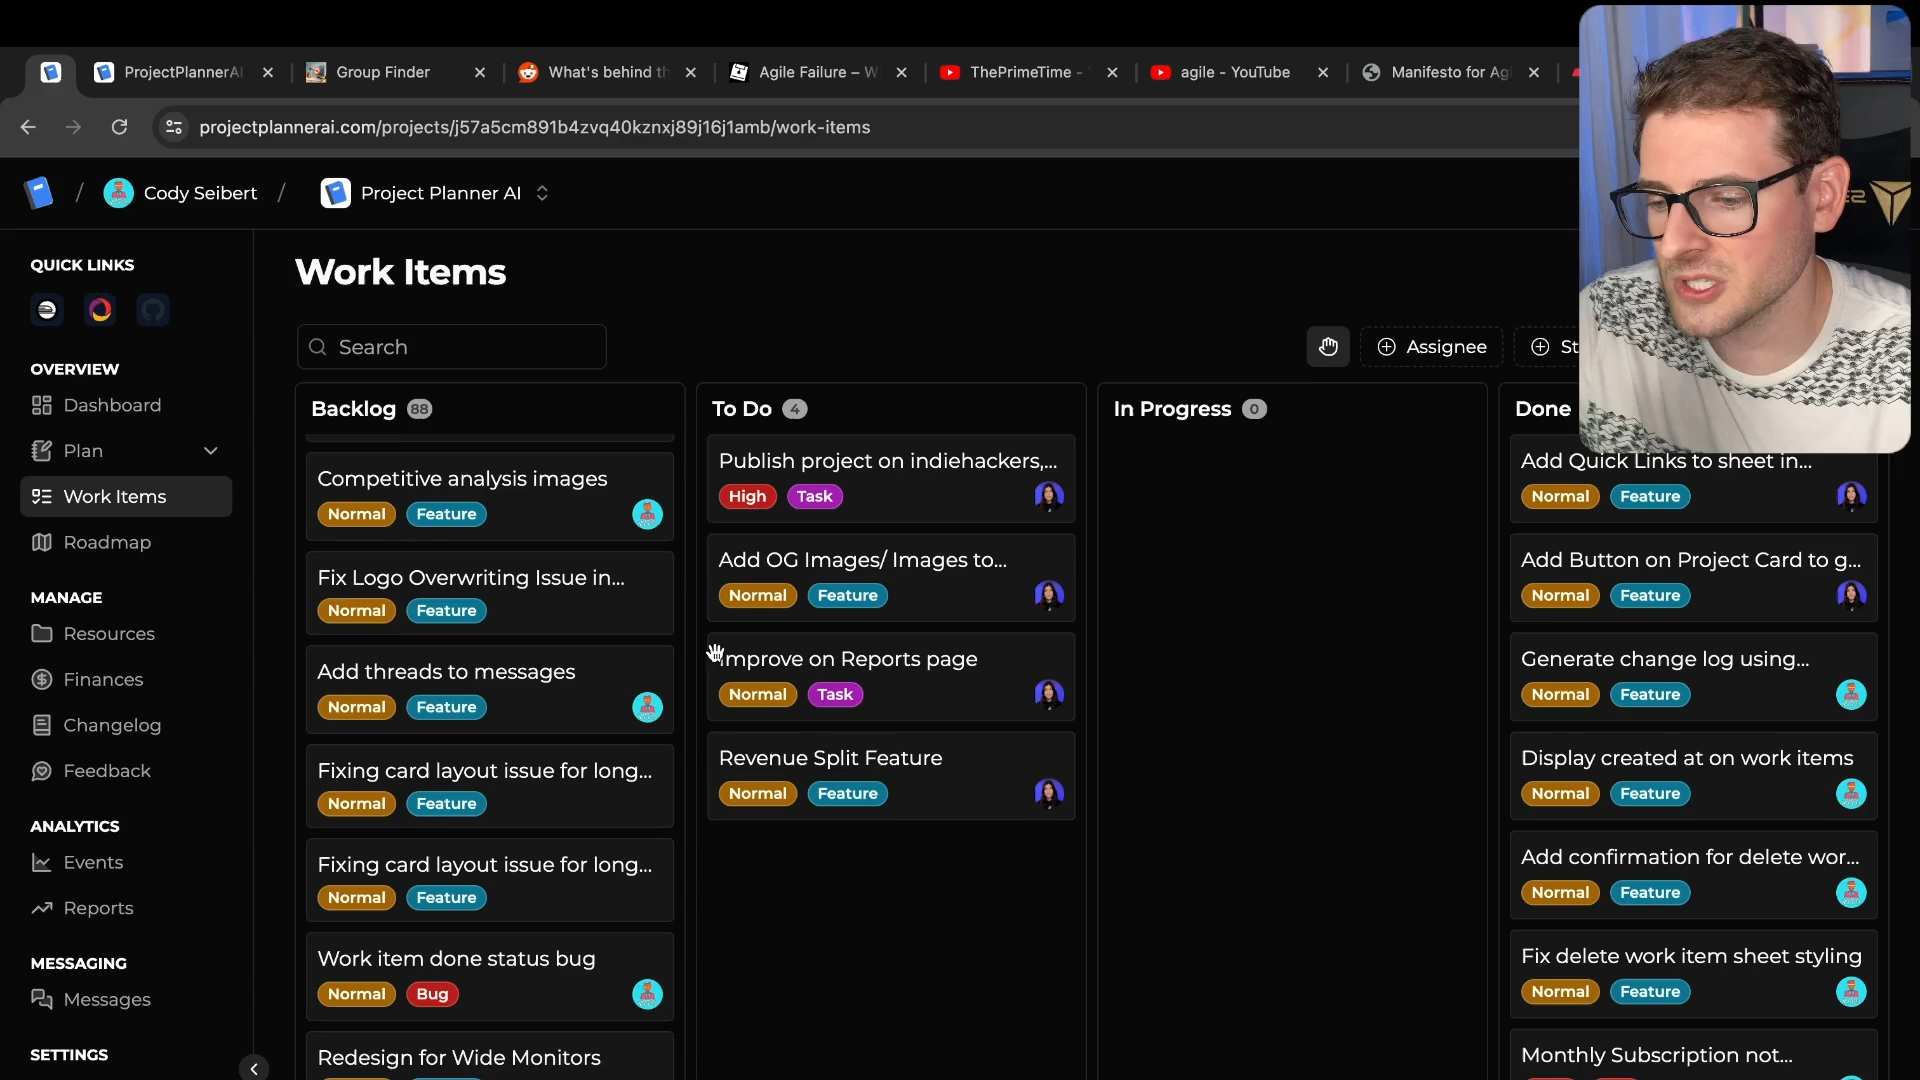 ProjectPlannerAI
Group Finder
What's behind th
Agile Failure – W
ThePrimeTime -
agile - YouTube
Manifesto for Ag
projectplannerai.com/projects/j57a5cm891b4zvq40kznxj89j16j1amb/work-items
/ Cody Seibert / Project Planner AI
QUICK LINKS
OVERVIEW
Dashboard
Plan
Work Items
Roadmap
MANAGE
Resources
Finances
Changelog
Feedback
ANALYTICS
Events
Reports
MESSAGING
Messages
SETTINGS
Work Items
Search
Assignee
St
Backlog 88
Competitive analysis images
Normal Feature
Fix Logo Overwriting Issue in...
Normal Feature
Add threads to messages
Normal Feature
Fixing card layout issue for long...
Normal Feature
Fixing card layout issue for long...
Normal Feature
Work item done status bug
Normal Bug
Redesign for Wide Monitors
To Do 4
Publish project on indiehackers,...
High Task
Add OG Images/ Images to...
Normal Feature
Improve on Reports page
Normal Task
Revenue Split Feature
Normal Feature
In Progress 0
Done
Add Quick Links to sheet in...
Normal Feature
Add Button on Project Card to g...
Normal Feature
Generate change log using...
Normal Feature
Display created at on work items
Normal Feature
Add confirmation for delete wor...
Normal Feature
Fix delete work item sheet styling
Normal Feature
Monthly Subscription not...